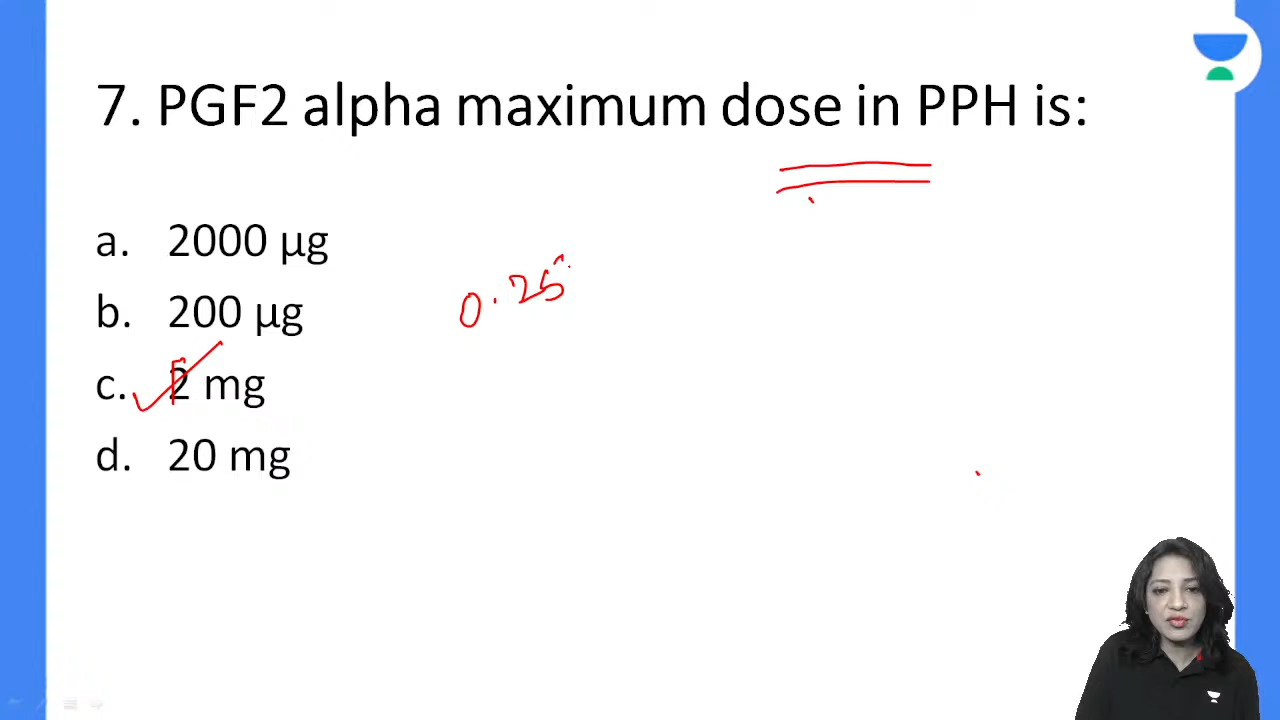 7. PGF2 alpha maximum dose in PPH is:
a. 2000 µg
b. 200 µg
0.25
c. 2 mg
d. 20 mg